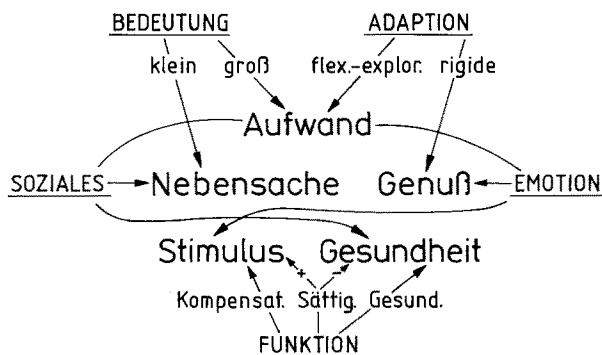 BEDEUTUNG ADAPTION
klein groß flex.-explor. rigide
Aufwand
SOZIALES Nebensache Genuß EMOTION
Stimulus Gesundheit
+ -
Kompensat. Sättig. Gesund.
FUNKTION